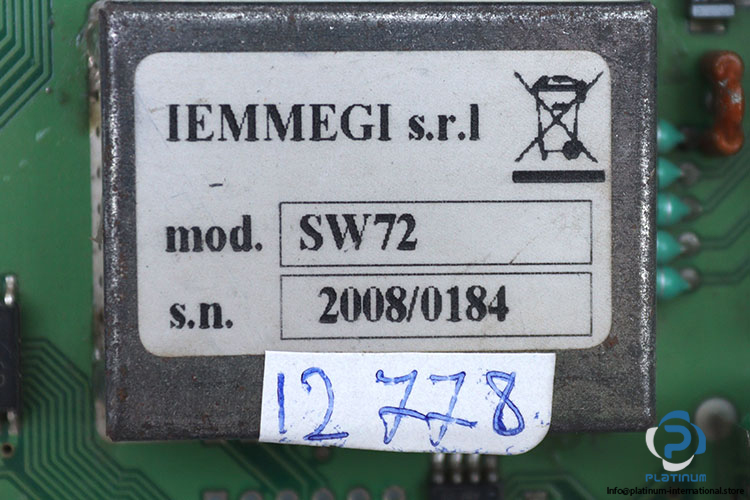 IEMMEGI s.r.l
mod. SW72
s.n. 2008/0184
12 778
PLATINUM
info@platinum-international.store